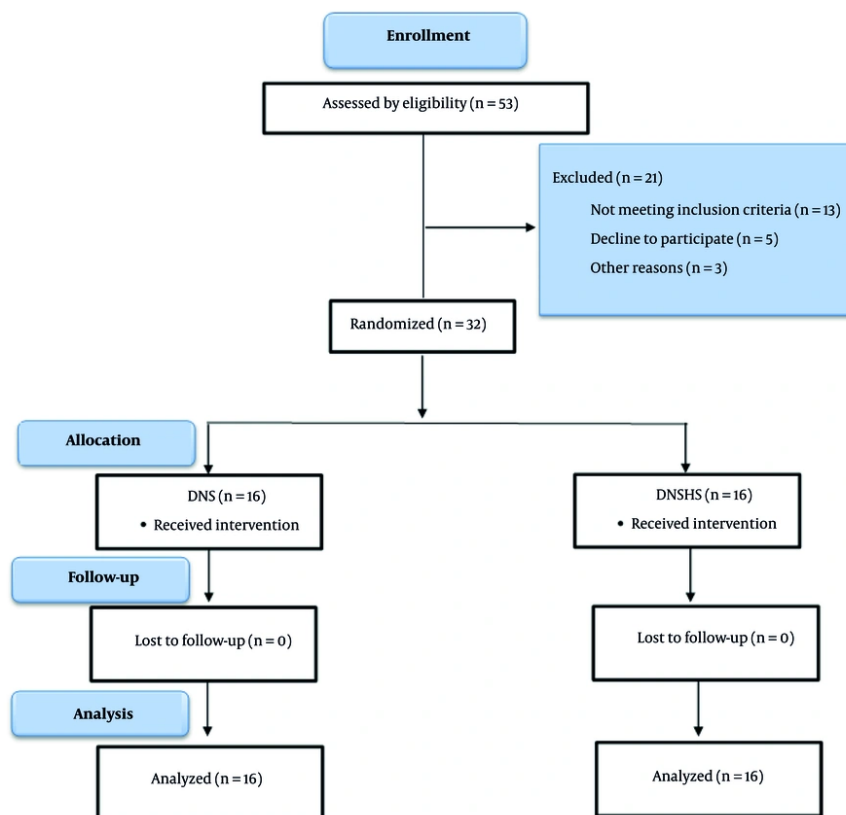 Enrollment
Assessed by eligibility (n = 53)
Excluded (n = 21)
Not meeting inclusion criteria (n = 13)
Decline to participate (n = 5)
Other reasons (n = 3)
Randomized (n = 32)
Allocation
DNS (n = 16)
• Received intervention
DNSHS (n = 16)
• Received intervention
Follow-up
Lost to follow-up (n = 0)
Lost to follow-up (n = 0)
Analysis
Analyzed (n = 16)
Analyzed (n = 16)